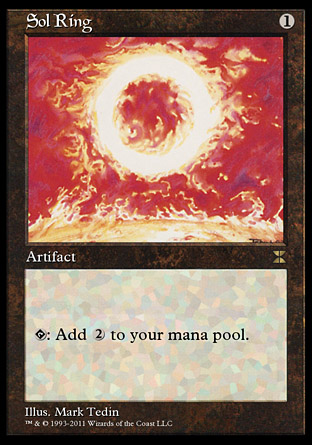 Sol Ring 1
Artifact
: Add 2 to your mana pool.
Illus. Mark Tedin
™ & © 1993-2011 Wizards of the Coast LLC